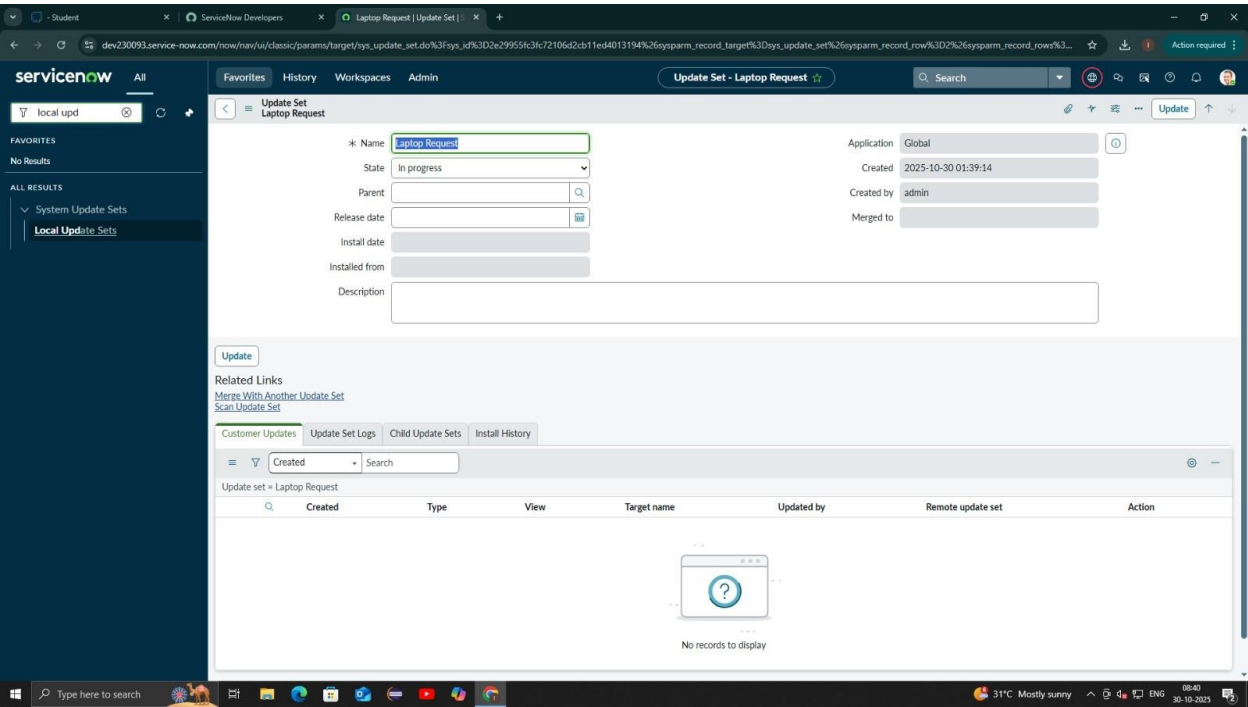 - Student
ServiceNow Developers
Laptop Request | Update Set | S
dev230093.service-now.com/now/nav/ui/classic/params/target/sys_update_set.do%3Fsys_id%3D2e29955fc3fc72106d2cb11ed4013194%26sysparm_record_target%3Dsys_update_set%26sysparm_record_row%3D2%26sysparm_record_rows%3...
Action required
servicenow All
Favorites History Workspaces Admin
Update Set - Laptop Request
Search
local upd
Update Set
Laptop Request
Update
FAVORITES
No Results
ALL RESULTS
System Update Sets
Local Update Sets
* Name Laptop Request
Application Global
State In progress
Created 2025-10-30 01:39:14
Parent
Created by admin
Release date
Merged to
Install date
Installed from
Description
Update
Related Links
Merge With Another Update Set
Scan Update Set
Customer Updates Update Set Logs Child Update Sets Install History
Created Search
Update set = Laptop Request
Created Type View Target name Updated by Remote update set Action
No records to display
Type here to search
31°C Mostly sunny
ENG
08:40
30-10-2025